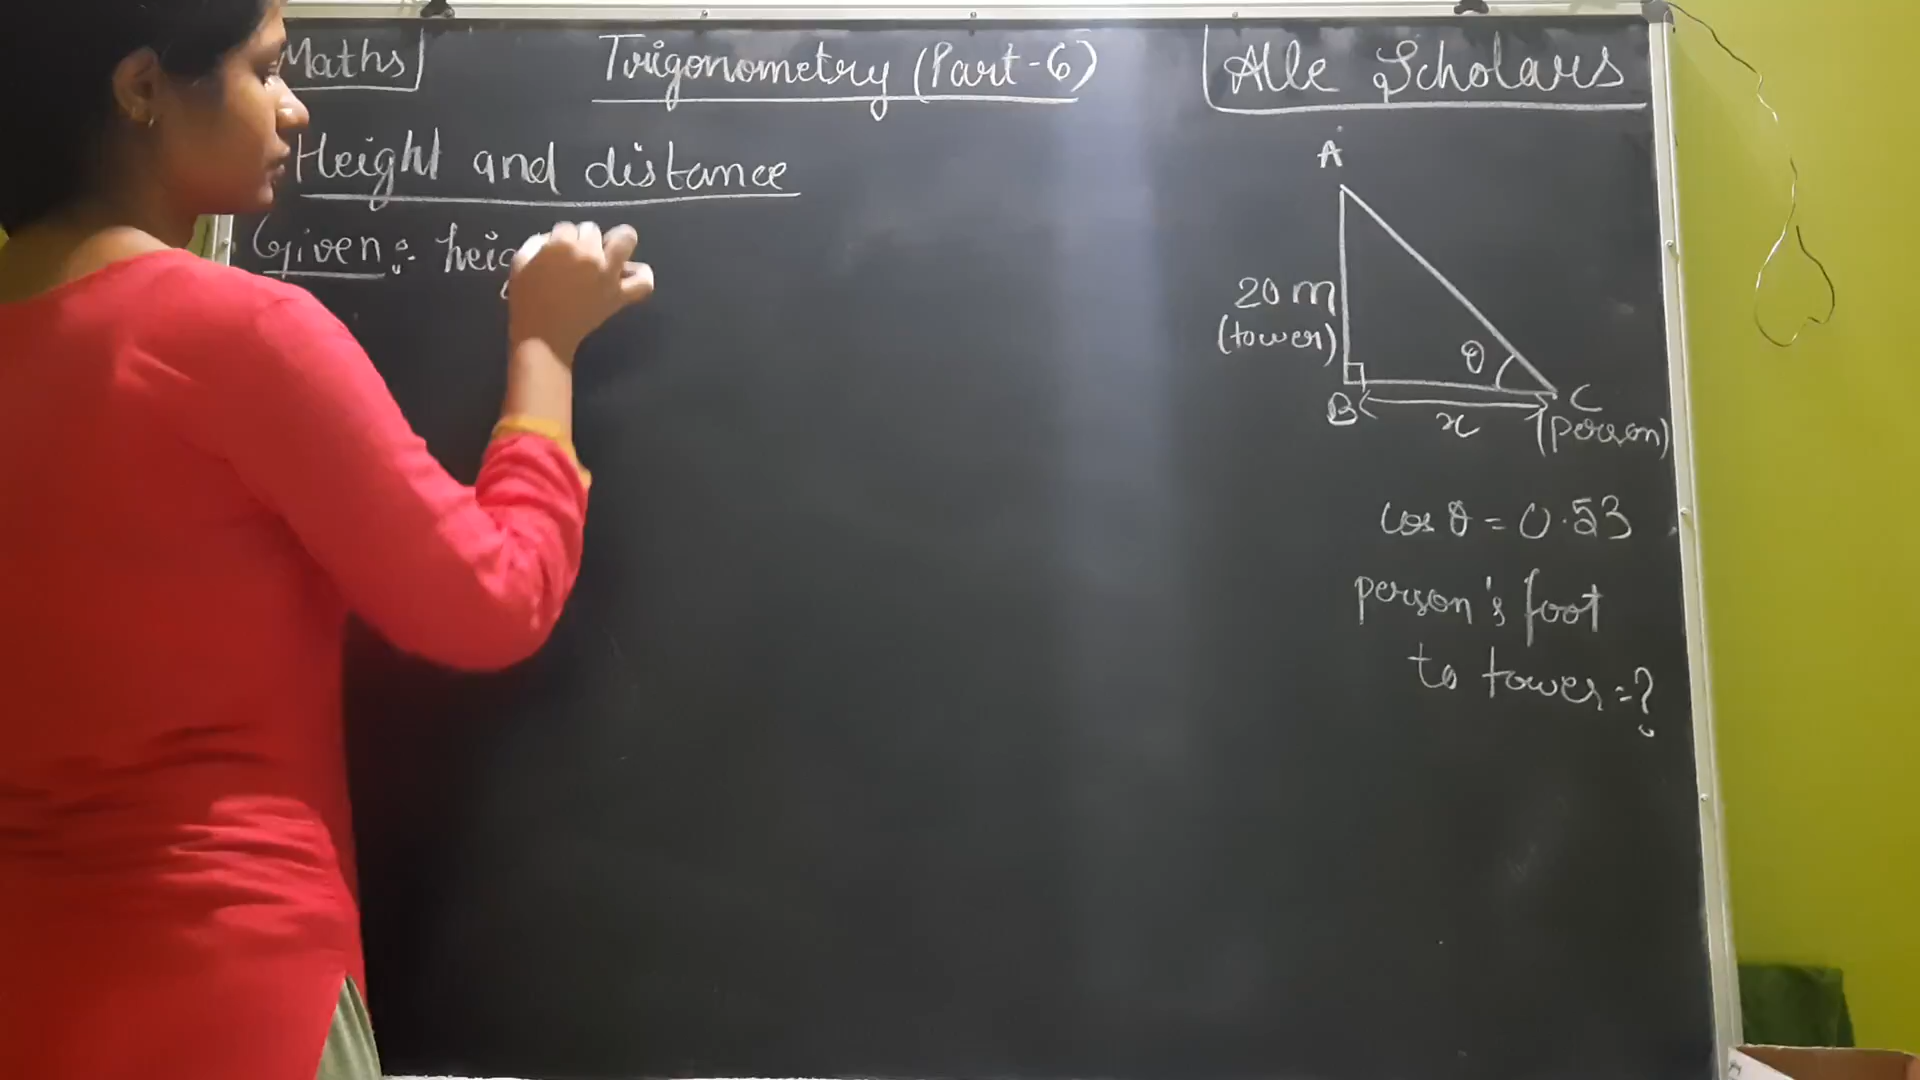 Maths
Trigonometry (Part-6)
Alle Scholars
Height and distance
Given :-
A
20 m
(tower)
θ
B
x
C
(person)
cos θ = 0.53
person's foot
to tower = ?